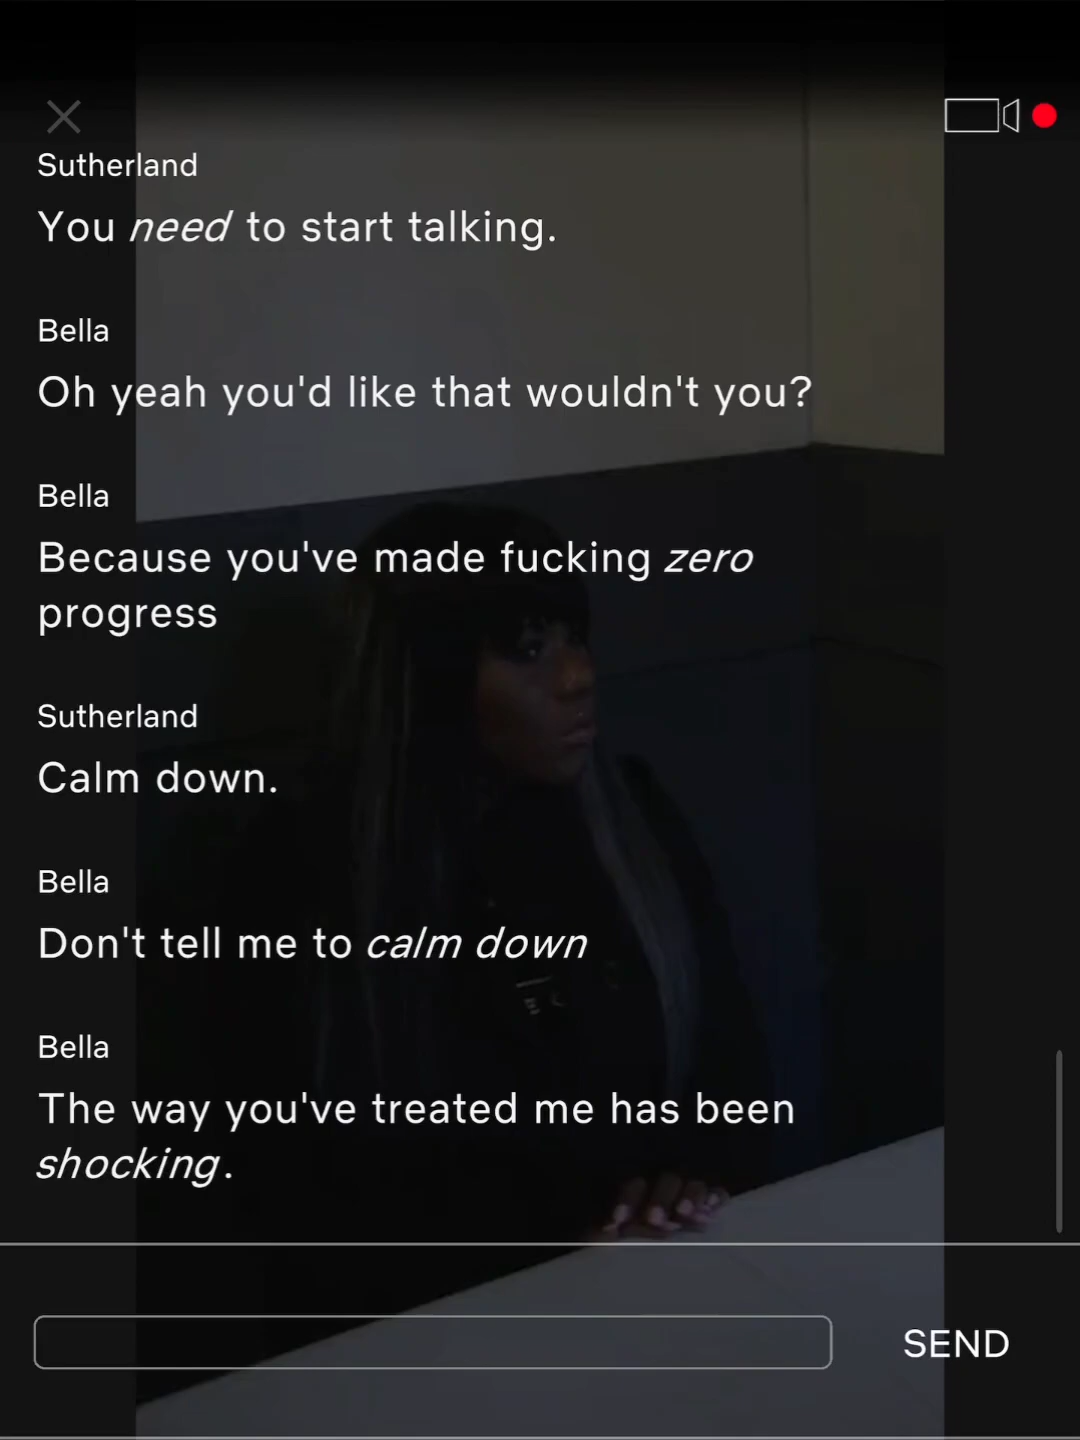 Sutherland
You need to start talking.
Bella
Oh yeah you'd like that wouldn't you?
Bella
Because you've made fucking zero
progress
Sutherland
Calm down.
Bella
Don't tell me to calm down
Bella
The way you've treated me has been
shocking.
SEND